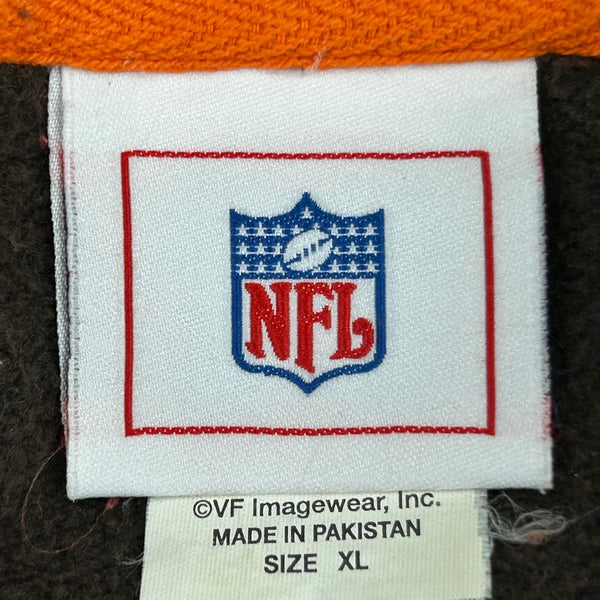 NFL
©VF Imagewear, Inc.
MADE IN PAKISTAN
SIZE XL